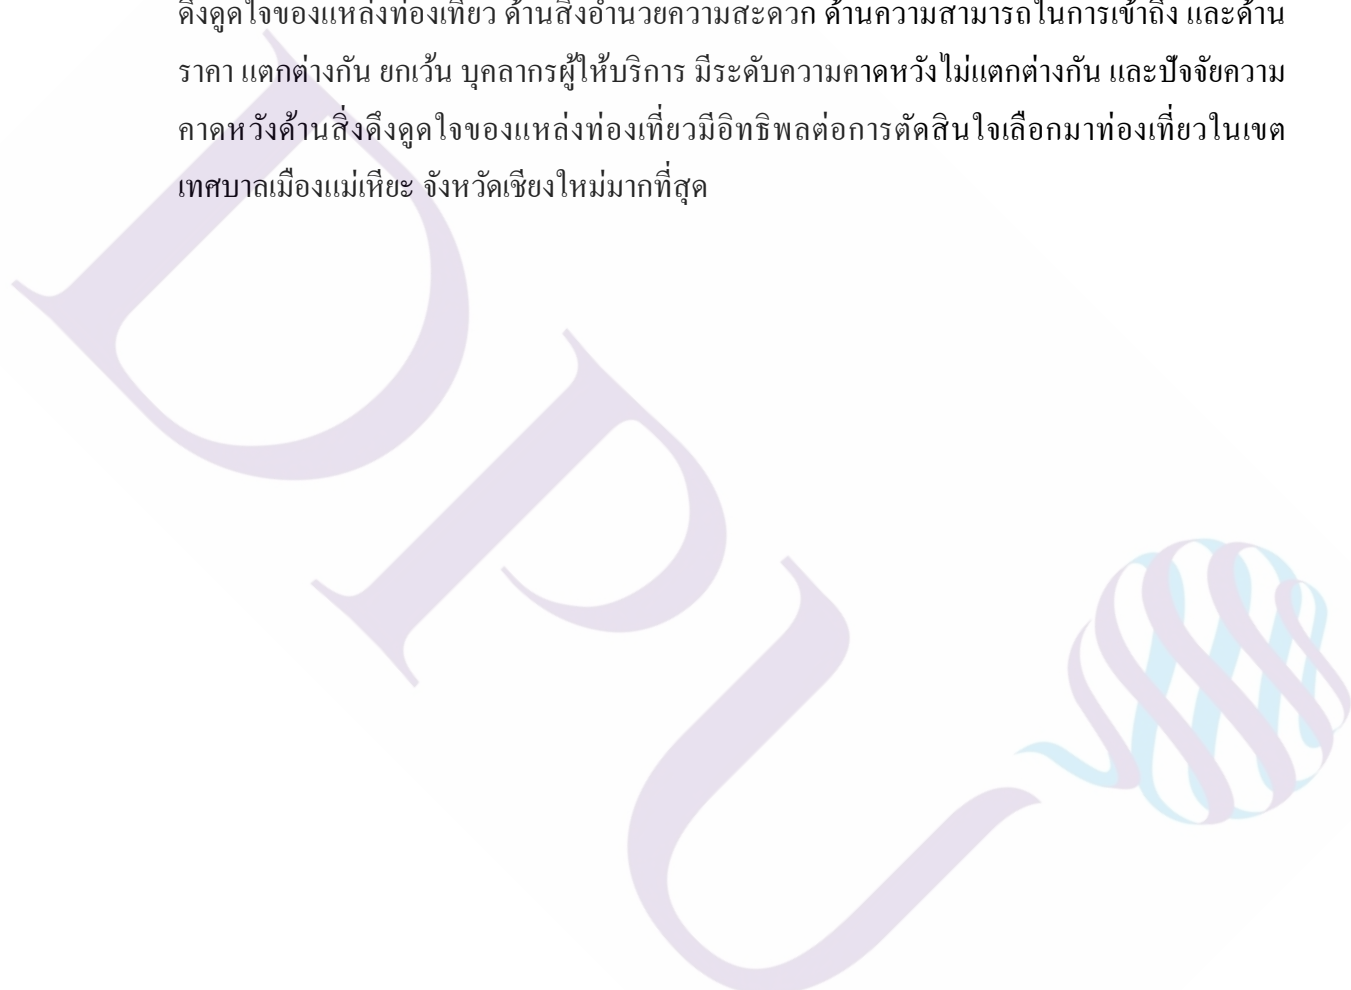 ดึงดูดใจของแหล่งท่องเที่ยว ด้านสิ่งอำนวยความสะดวก ด้านความสามารถในการเข้าถึง และด้าน
ราคา แตกต่างกัน ยกเว้น บุคลากรผู้ให้บริการ มีระดับความคาดหวังไม่แตกต่างกัน และปัจจัยความ
คาดหวังด้านสิ่งดึงดูดใจของแหล่งท่องเที่ยวมีอิทธิพลต่อการตัดสินใจเลือกมาท่องเที่ยวในเขต
เทศบาลเมืองแม่เหียะ จังหวัดเชียงใหม่มากที่สุด
DPU